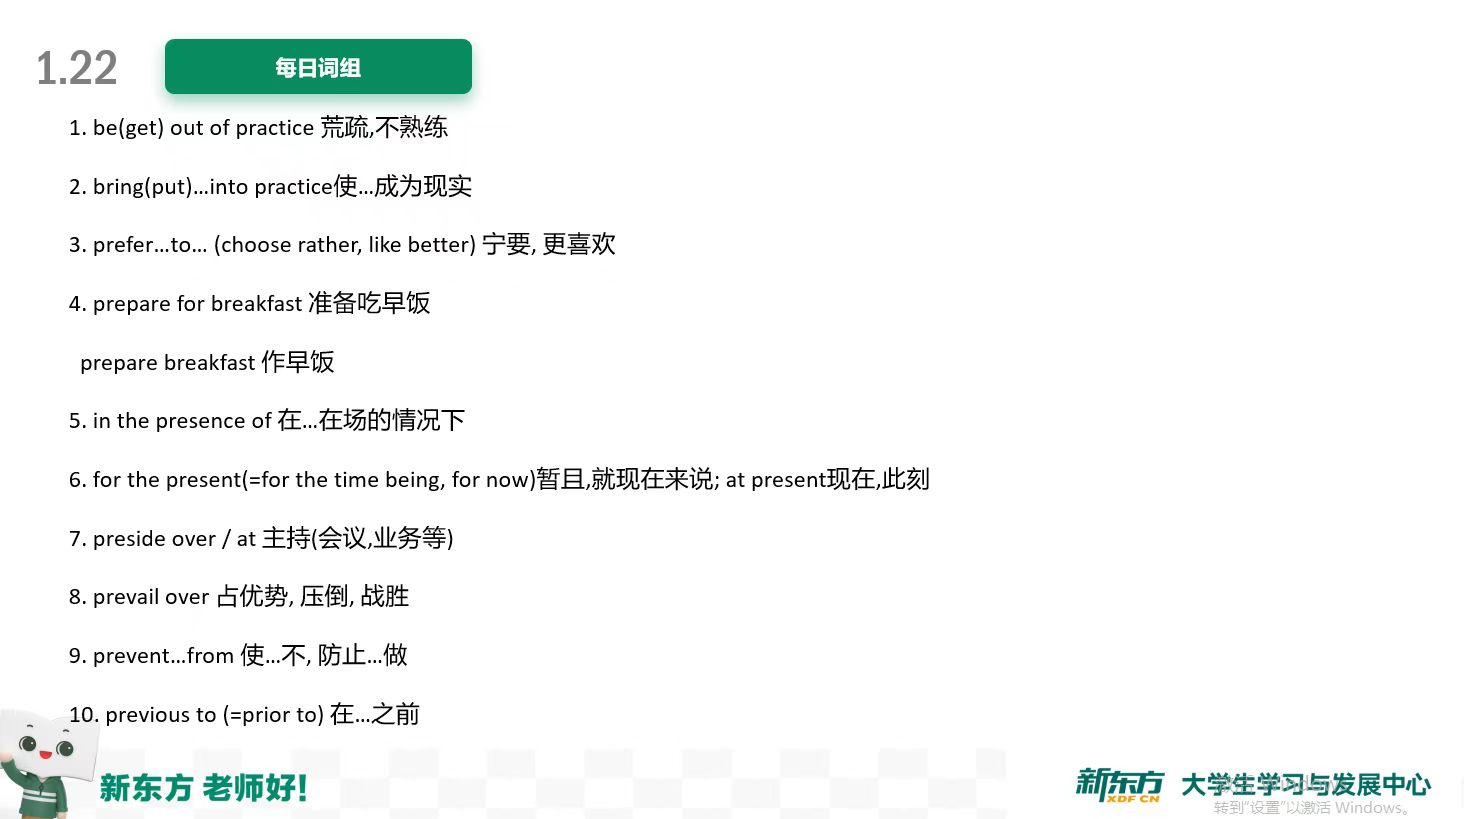 1.22
每日词组
1. be(get) out of practice 荒疏,不熟练
2. bring(put)...into practice使...成为现实
3. prefer...to... (choose rather, like better) 宁要, 更喜欢
4. prepare for breakfast 准备吃早饭
prepare breakfast 作早饭
5. in the presence of 在...在场的情况下
6. for the present(=for the time being, for now)暂且,就现在来说; at present现在,此刻
7. preside over / at 主持(会议,业务等)
8. prevail over 占优势, 压倒, 战胜
9. prevent...from 使...不, 防止...做
10. previous to (=prior to) 在...之前
新东方 老师好!
新东方 XDF.CN 大学生学习与发展中心
激活 Windows
转到“设置”以激活 Windows。